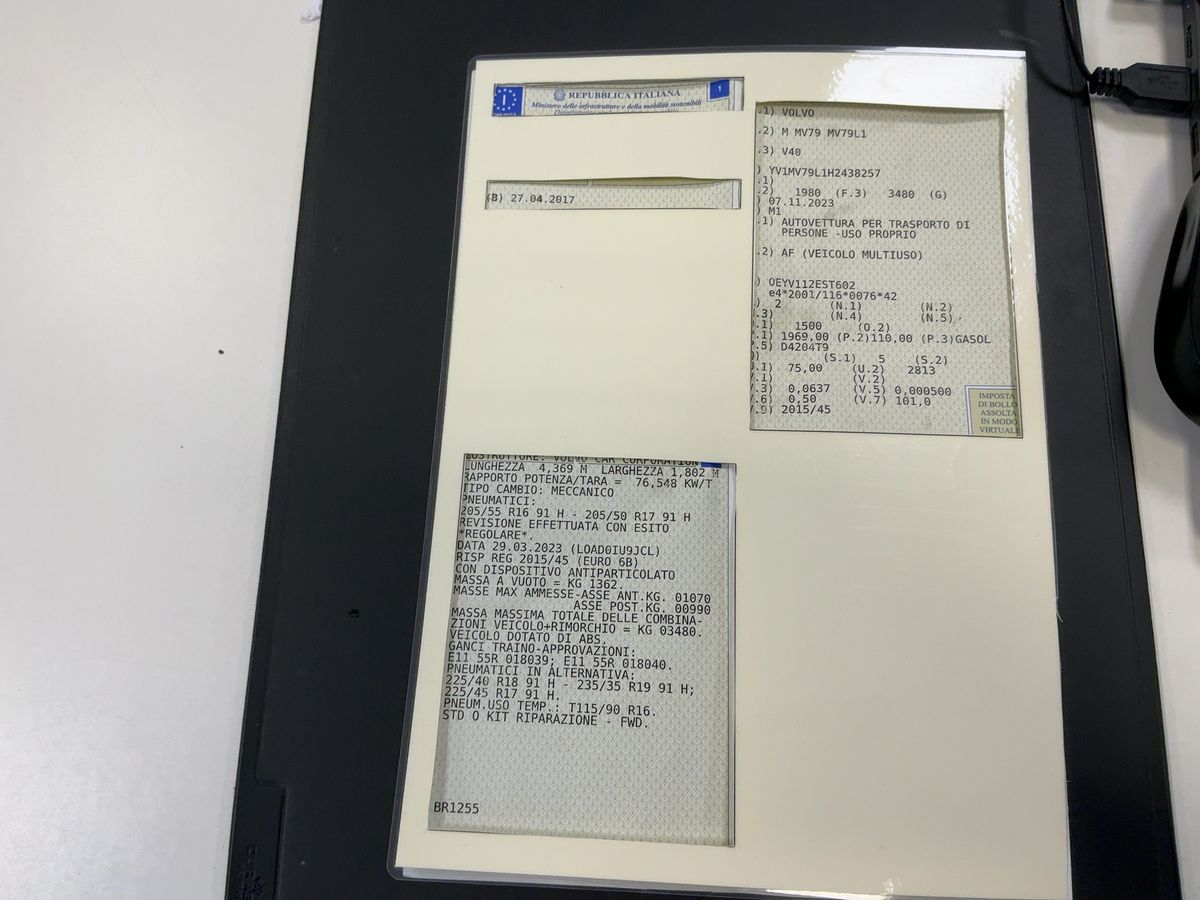 I
REPUBBLICA ITALIANA
1
Ministero delle infrastrutture e della mobilità sostenibili
(B) 27.04.2017
.1) VOLVO
.2) M MV79 MV79L1
.3) V40
) YV1MV79L1H2438257
.1)
.2) 1980 (F.3) 3480 (G)
) 07.11.2023
) M1
.1) AUTOVETTURA PER TRASPORTO DI
PERSONE -USO PROPRIO
.2) AF (VEICOLO MULTIUSO)
) OEYV112EST602
e4*2001/116*0076*42
) 2 (N.1) (N.2)
.3) (N.4) (N.5)
.1) 1500 (O.2)
.1) 1969,00 (P.2)110,00 (P.3)GASOL
.5) D4204T9
) (S.1) 5 (S.2)
.1) 75,00 (U.2) 2813
.1) (V.2)
.3) 0,0637 (V.5) 0,000500
.6) 0,50 (V.7) 101,0
.9) 2015/45
IMPOSTA
DI BOLLO
ASSOLTA
IN MODO
VIRTUALE
COSTRUTTORE: VOLVO CAR CORPORATION
LUNGHEZZA 4,369 M LARGHEZZA 1,802 M
RAPPORTO POTENZA/TARA = 76,548 KW/T
TIPO CAMBIO: MECCANICO
PNEUMATICI:
205/55 R16 91 H - 205/50 R17 91 H
REVISIONE EFFETTUATA CON ESITO
*REGOLARE*.
DATA 29.03.2023 (LOAD0IU9JCL)
RISP REG 2015/45 (EURO 6B)
CON DISPOSITIVO ANTIPARTICOLATO
MASSA A VUOTO = KG 1362.
MASSE MAX AMMESSE-ASSE ANT.KG. 01070
ASSE POST.KG. 00990
MASSA MASSIMA TOTALE DELLE COMBINA-
ZIONI VEICOLO+RIMORCHIO = KG 03480.
VEICOLO DOTATO DI ABS.
GANCI TRAINO-APPROVAZIONI:
E11 55R 018039; E11 55R 018040.
PNEUMATICI IN ALTERNATIVA:
225/40 R18 91 H - 235/35 R19 91 H;
225/45 R17 91 H.
PNEUM.USO TEMP.: T115/90 R16.
STD O KIT RIPARAZIONE - FWD.
BR1255